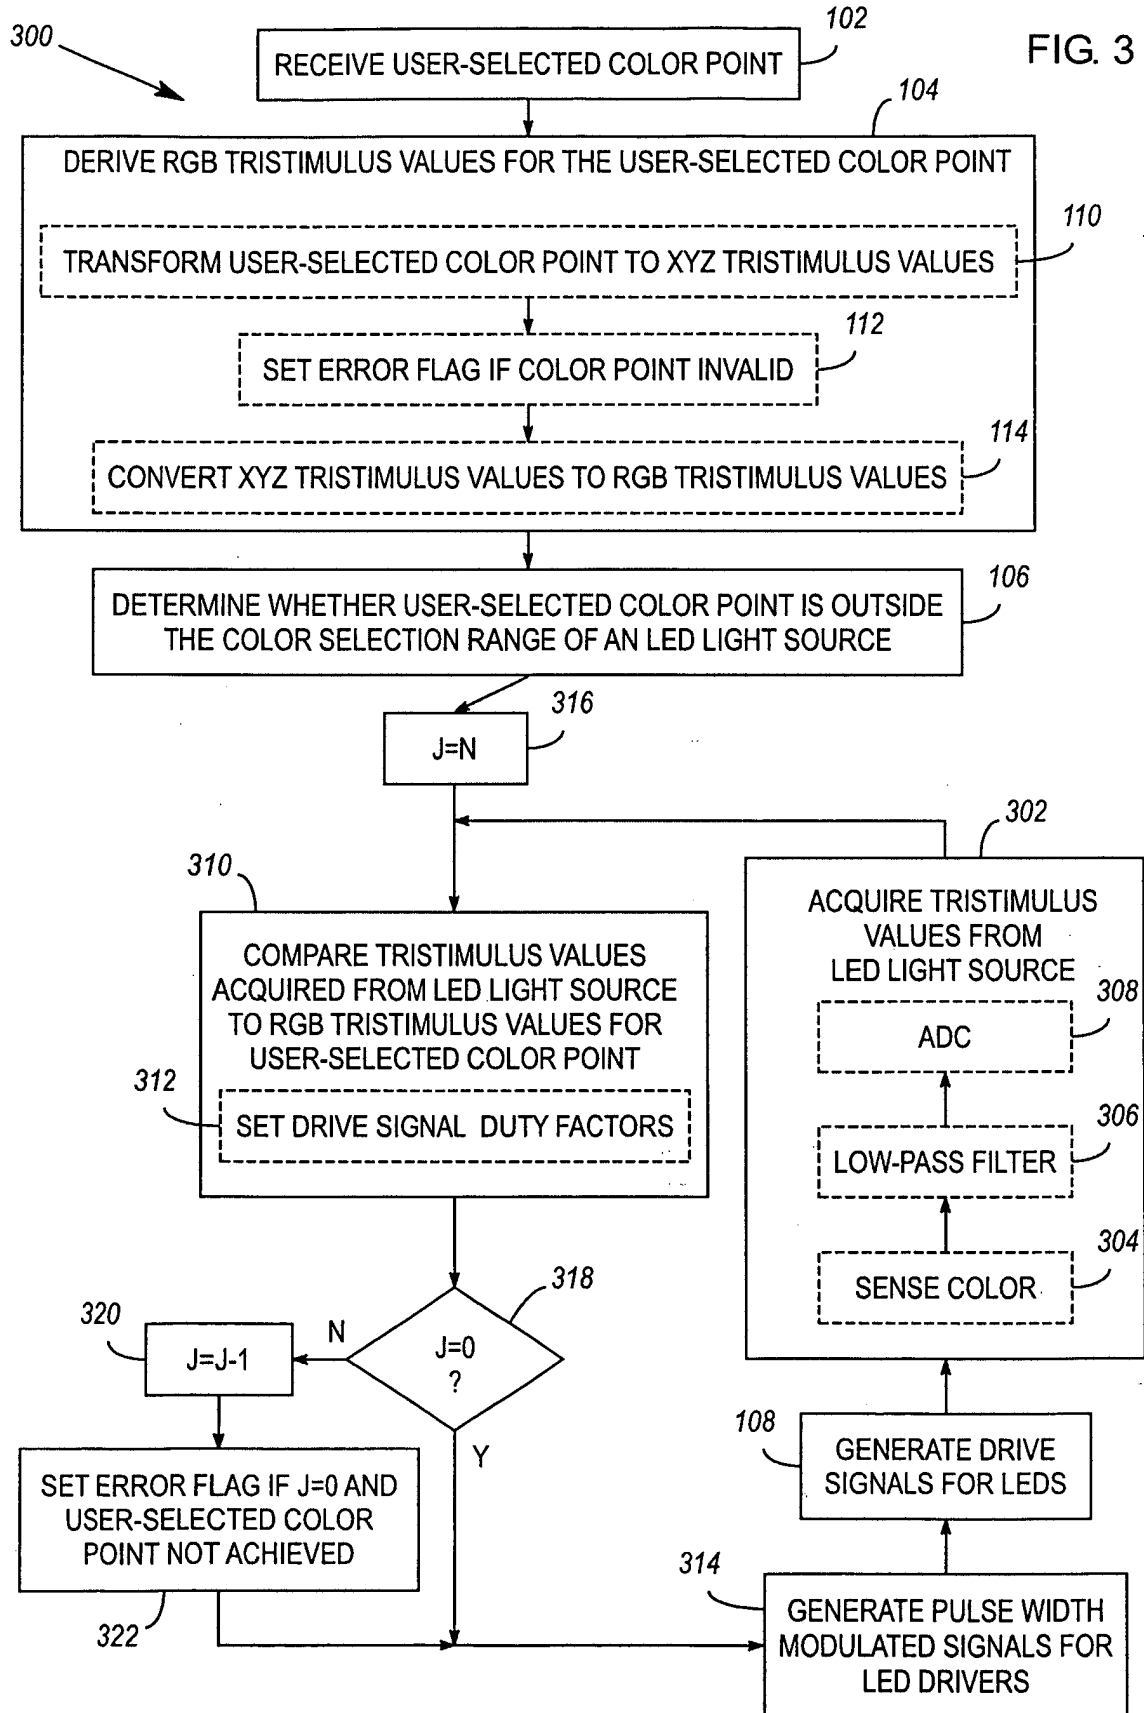 300
102
FIG. 3
RECEIVE USER-SELECTED COLOR POINT
104
DERIVE RGB TRISTIMULUS VALUES FOR THE USER-SELECTED COLOR POINT
110
TRANSFORM USER-SELECTED COLOR POINT TO XYZ TRISTIMULUS VALUES
112
SET ERROR FLAG IF COLOR POINT INVALID
114
CONVERT XYZ TRISTIMULUS VALUES TO RGB TRISTIMULUS VALUES
106
DETERMINE WHETHER USER-SELECTED COLOR POINT IS OUTSIDE
THE COLOR SELECTION RANGE OF AN LED LIGHT SOURCE
316
J=N
302
310
COMPARE TRISTIMULUS VALUES
ACQUIRED FROM LED LIGHT SOURCE
TO RGB TRISTIMULUS VALUES FOR
USER-SELECTED COLOR POINT
312
SET DRIVE SIGNAL DUTY FACTORS
ACQUIRE TRISTIMULUS
VALUES FROM
LED LIGHT SOURCE
308
ADC
306
LOW-PASS FILTER
304
SENSE COLOR
318
J=0
?
N
Y
320
J=J-1
SET ERROR FLAG IF J=0 AND
USER-SELECTED COLOR
POINT NOT ACHIEVED
322
108
GENERATE DRIVE
SIGNALS FOR LEDS
314
GENERATE PULSE WIDTH
MODULATED SIGNALS FOR
LED DRIVERS